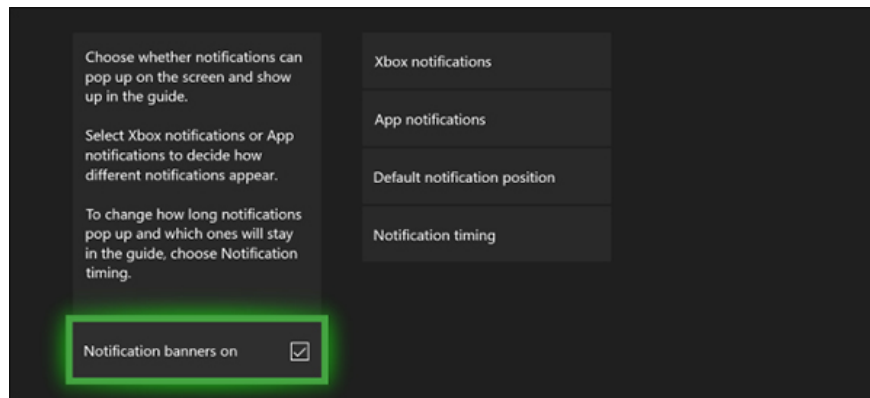 Choose whether notifications can
pop up on the screen and show
up in the guide.
Select Xbox notifications or App
notifications to decide how
different notifications appear.
To change how long notifications
pop up and which ones will stay
in the guide, choose Notification
timing.
Notification banners on
Xbox notifications
App notifications
Default notification position
Notification timing